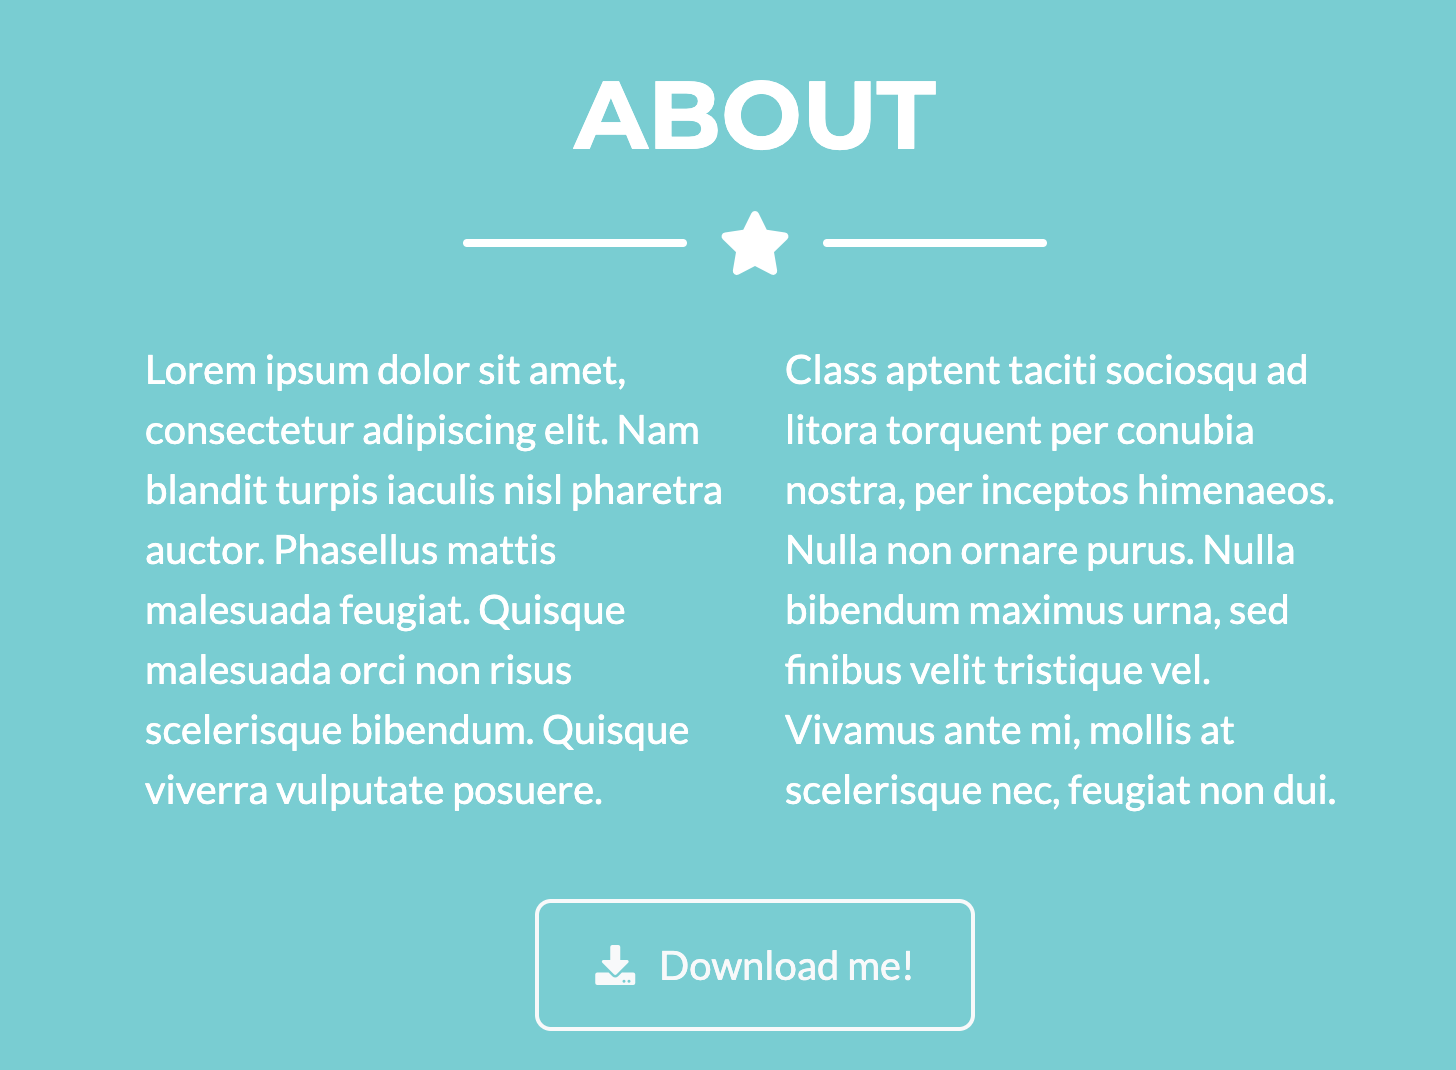 ABOUT
Lorem ipsum dolor sit amet,
consectetur adipiscing elit. Nam
blandit turpis iaculis nisl pharetra
auctor. Phasellus mattis
malesuada feugiat. Quisque
malesuada orci non risus
scelerisque bibendum. Quisque
viverra vulputate posuere.
Class aptent taciti sociosqu ad
litora torquent per conubia
nostra, per inceptos himenaeos.
Nulla non ornare purus. Nulla
bibendum maximus urna, sed
finibus velit tristique vel.
Vivamus ante mi, mollis at
scelerisque nec, feugiat non dui.
Download me!